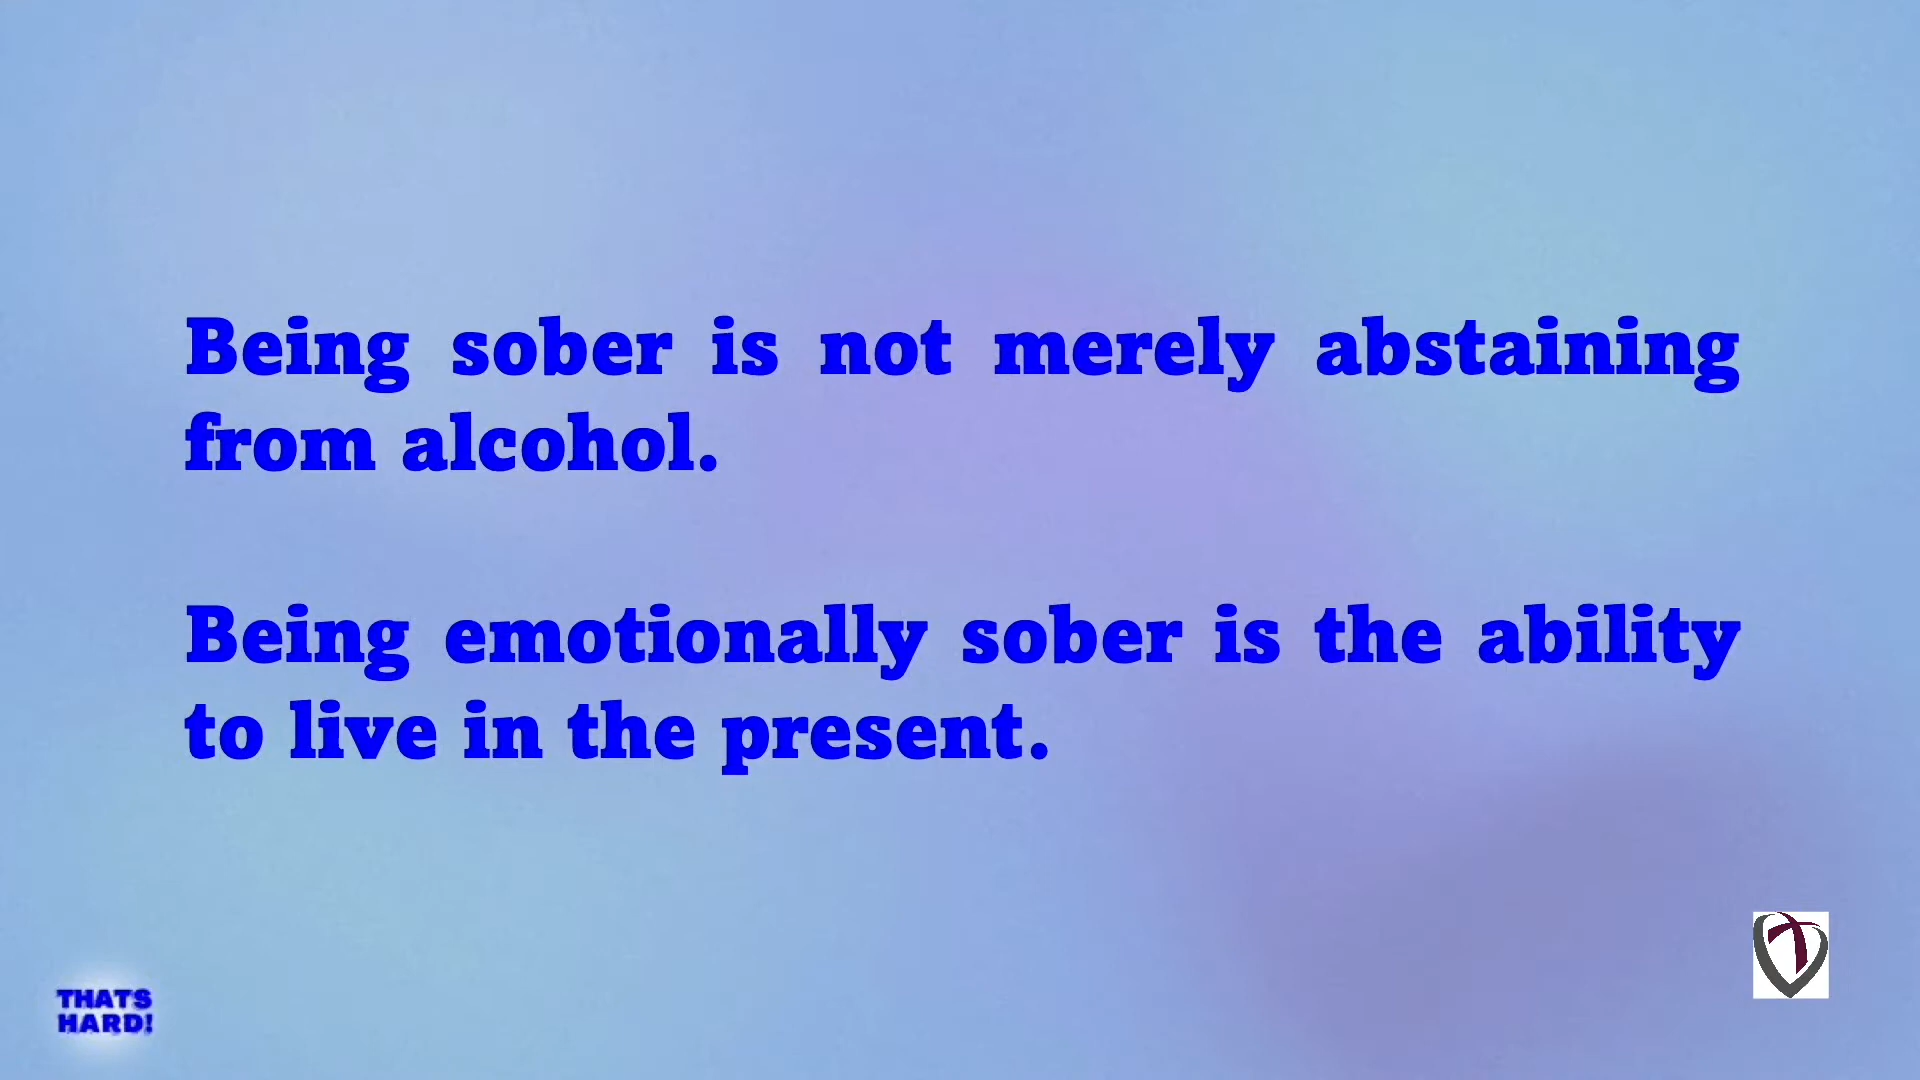 Being sober is not merely abstaining
from alcohol.
Being emotionally sober is the ability
to live in the present.
THATS
HARD!